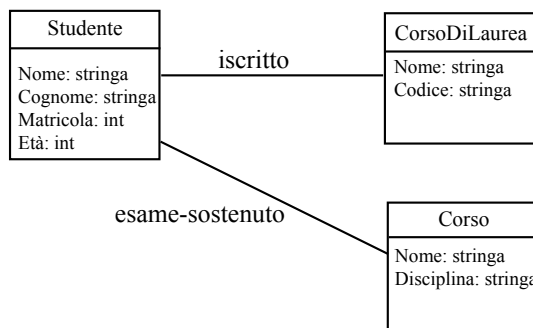 Studente
Nome: stringa
Cognome: stringa
Matricola: int
Età: int
iscritto
CorsoDiLaurea
Nome: stringa
Codice: stringa
esame-sostenuto
Corso
Nome: stringa
Disciplina: stringa